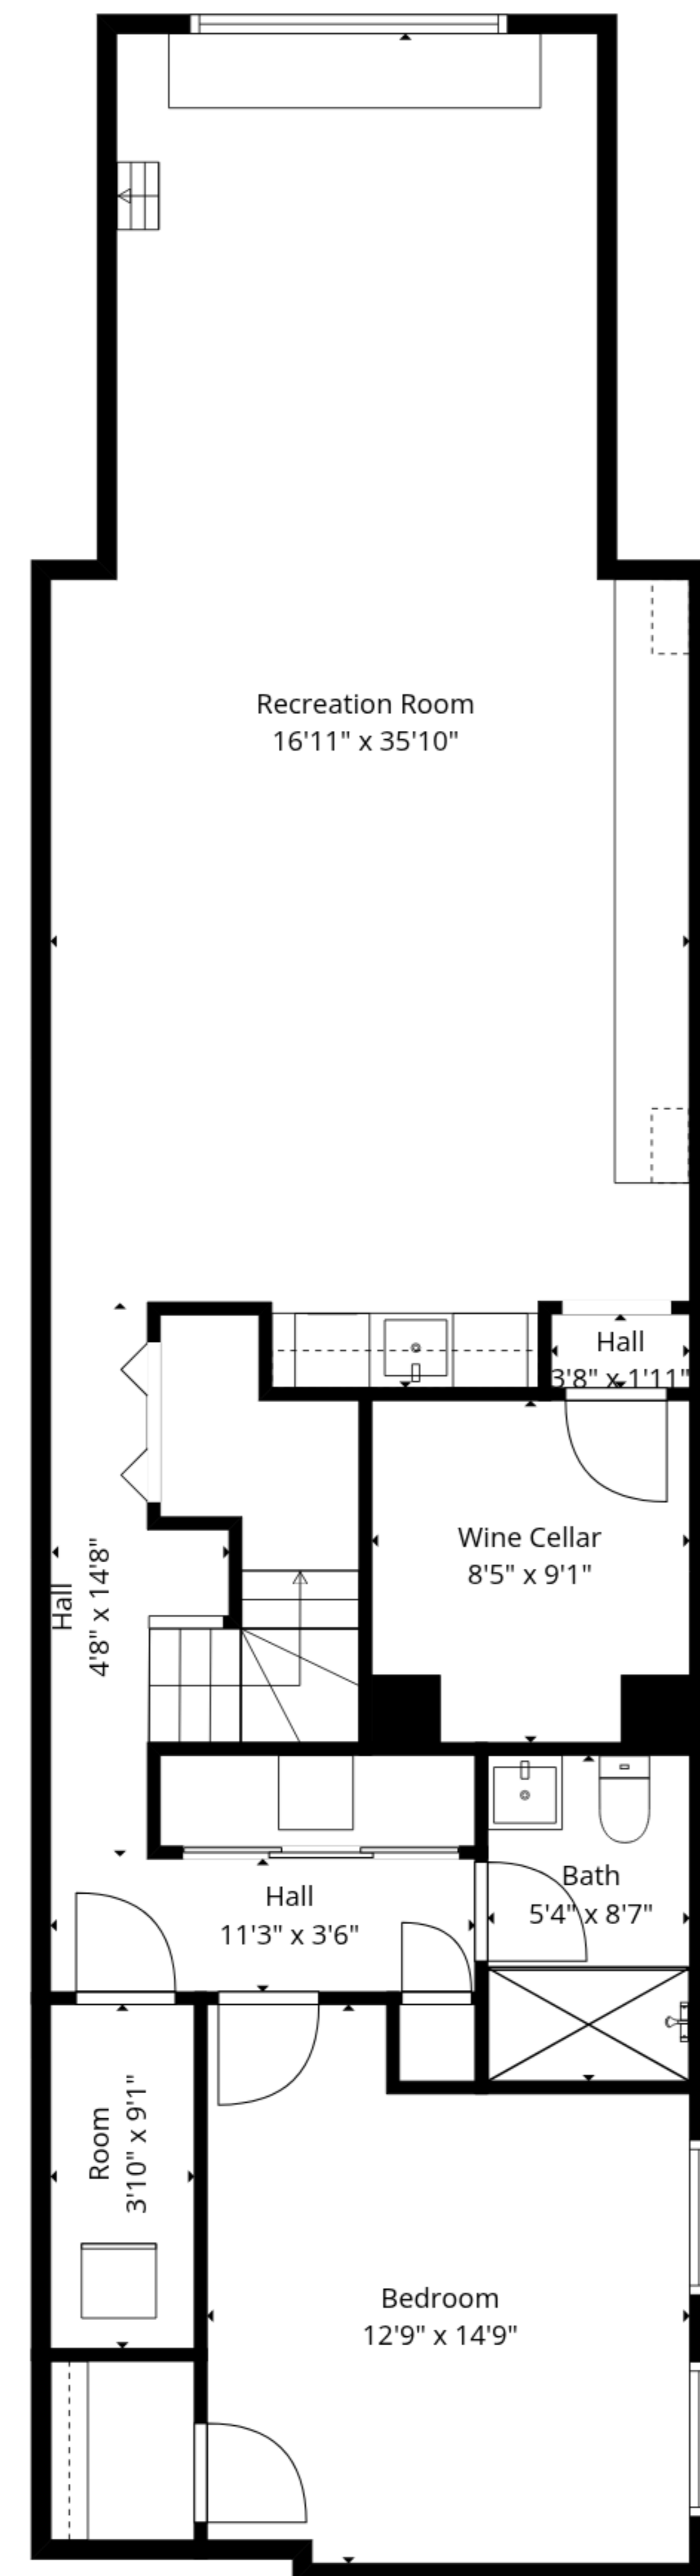 Recreation Room
16'11" x 35'10"
Hall
3'8" x 1'11"
Wine Cellar
8'5" x 9'1"
Hall
4'8" x 14'8"
Bath
5'4" x 8'7"
Hall
11'3" x 3'6"
Room
3'10" x 9'1"
Bedroom
12'9" x 14'9"